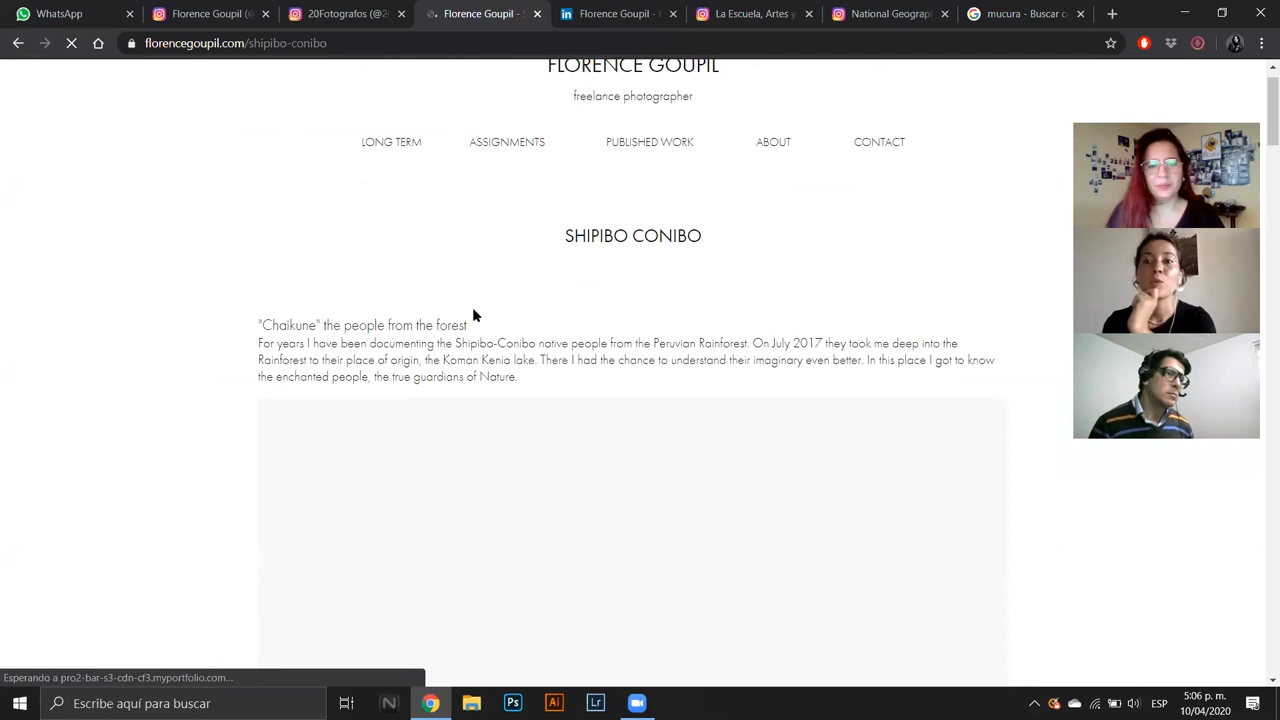 WhatsApp
Florence Goupil (@
20Fotografos (@2
Florence Goupil - S
Florence Goupil - I
La Escuela, Artes y
National Geograp
mucura - Buscar co
florencegoupil.com/shipibo-conibo
FLORENCE GOUPIL
freelance photographer
LONG TERM
ASSIGNMENTS
PUBLISHED WORK
ABOUT
CONTACT
SHIPIBO CONIBO
"Chaikune" the people from the forest
For years I have been documenting the Shipibo-Conibo native people from the Peruvian Rainforest. On July 2017 they took me deep into the
Rainforest to their place of origin, the Koman Kenia lake. There I had the chance to understand their imaginary even better. In this place I got to know
the enchanted people, the true guardians of Nature.
Esperando a pro2-bar-s3-cdn-cf3.myportfolio.com...
Escribe aquí para buscar
N
Ps
Ai
Lr
ESP
5:06 p. m.
10/04/2020